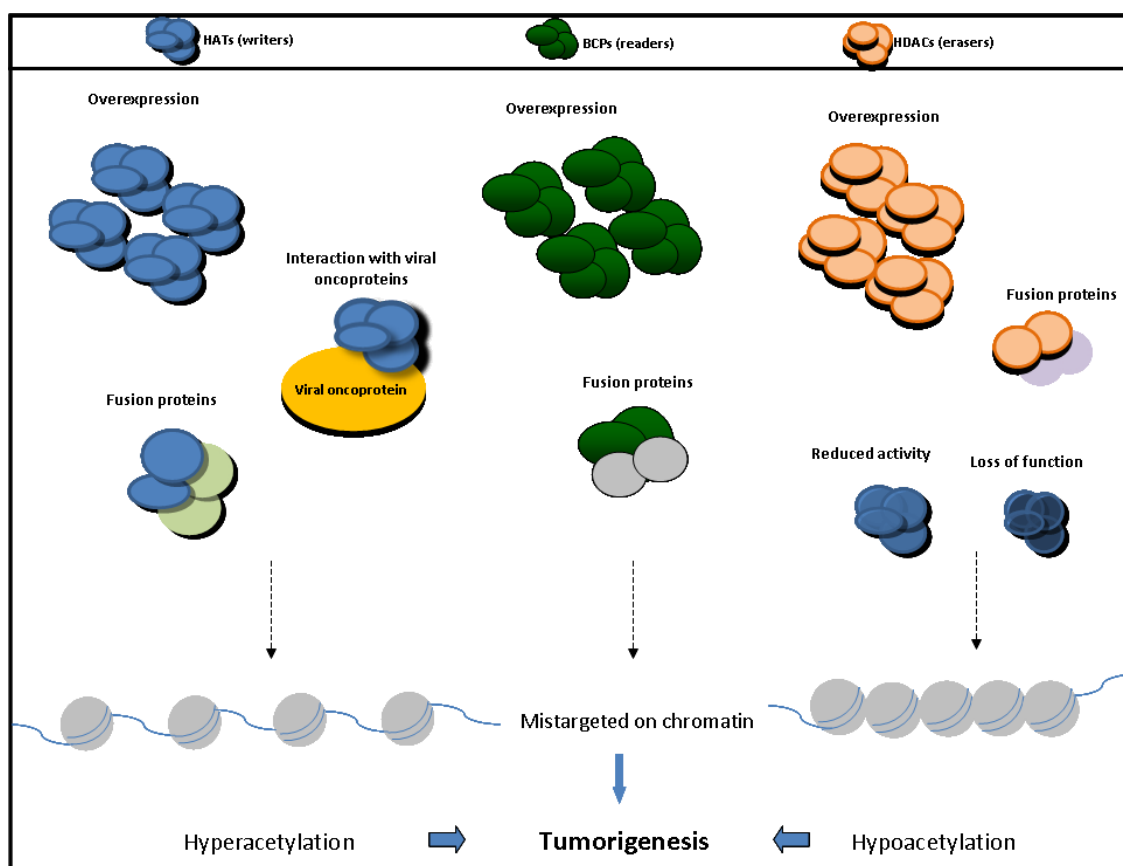 HATs (writers)
BCPs (readers)
HDACs (erasers)
Overexpression
Interaction with viral
oncoproteins
Viral oncoprotein
Fusion proteins
Overexpression
Fusion proteins
Overexpression
Fusion proteins
Reduced activity
Loss of function
Mistargeted on chromatin
Hyperacetylation
Tumorigenesis
Hypoacetylation